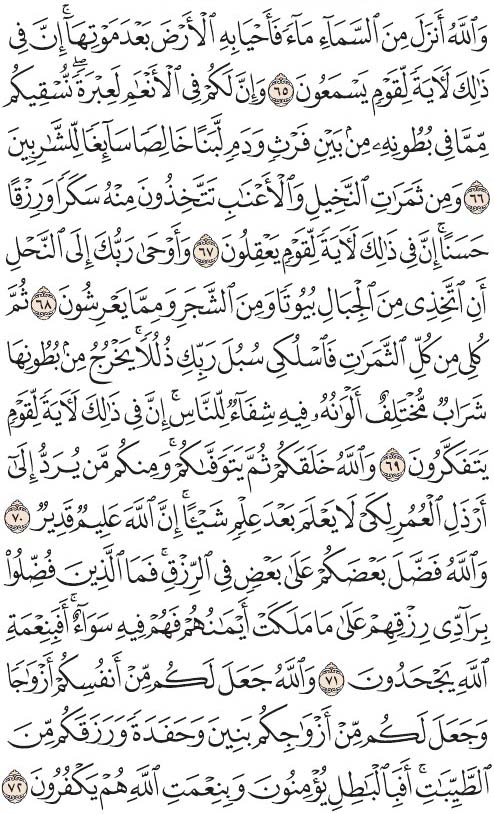 وَٱللَّهُ أَنزَلَ مِنَ ٱلسَّمَآءِ مَآءً فَأَحْيَا بِهِ ٱلْأَرْضَ بَعْدَ مَوْتِهَآ ۚ إِنَّ فِى
ذَٰلِكَ لَـَٔايَةً لِّقَوْمٍ يَسْمَعُونَ ٦٥ وَإِنَّ لَكُمْ فِى ٱلْأَنْعَٰمِ لَعِبْرَةً ۖ نُّسْقِيكُم
مِّمَّا فِى بُطُونِهِۦ مِنۢ بَيْنِ فَرْثٍ وَدَمٍ لَّبَنًا خَالِصًا سَآئِغًا لِّلشَّٰرِبِينَ
٦٦ وَمِن ثَمَرَٰتِ ٱلنَّخِيلِ وَٱلْأَعْنَٰبِ تَتَّخِذُونَ مِنْهُ سَكَرًا وَرِزْقًا
حَسَنًا ۗ إِنَّ فِى ذَٰلِكَ لَـَٔايَةً لِّقَوْمٍ يَعْقِلُونَ ٦٧ وَأَوْحَىٰ رَبُّكَ إِلَى ٱلنَّحْلِ
أَنِ ٱتَّخِذِى مِنَ ٱلْجِبَالِ بُيُوتًا وَمِنَ ٱلشَّجَرِ وَمِمَّا يَعْرِشُونَ ٦٨ ثُمَّ
كُلِى مِن كُلِّ ٱلثَّمَرَٰتِ فَٱسْلُكِى سُبُلَ رَبِّكِ ذُلُلًا ۚ يَخْرُجُ مِنۢ بُطُونِهَا
شَرَابٌ مُّخْتَلِفٌ أَلْوَٰنُهُۥ فِيهِ شِفَآءٌ لِّلنَّاسِ ۗ إِنَّ فِى ذَٰلِكَ لَـَٔايَةً لِّقَوْمٍ
يَتَفَكَّرُونَ ٦٩ وَٱللَّهُ خَلَقَكُمْ ثُمَّ يَتَوَفَّىٰكُمْ ۚ وَمِنكُم مَّن يُرَدُّ إِلَىٰٓ
أَرْذَلِ ٱلْعُمُرِ لِكَىْ لَا يَعْلَمَ بَعْدَ عِلْمٍ شَيْـًٔا ۚ إِنَّ ٱللَّهَ عَلِيمٌ قَدِيرٌ ٧٠
وَٱللَّهُ فَضَّلَ بَعْضَكُمْ عَلَىٰ بَعْضٍ فِى ٱلرِّزْقِ ۚ فَمَا ٱلَّذِينَ فُضِّلُوا۟
بِرَآدِّى رِزْقِهِمْ عَلَىٰ مَا مَلَكَتْ أَيْمَٰنُهُمْ فَهُمْ فِيهِ سَوَآءٌ ۚ أَفَبِنِعْمَةِ
ٱللَّهِ يَجْحَدُونَ ٧١ وَٱللَّهُ جَعَلَ لَكُم مِّنْ أَنفُسِكُمْ أَزْوَٰجًا
وَجَعَلَ لَكُم مِّنْ أَزْوَٰجِكُم بَنِينَ وَحَفَدَةً وَرَزَقَكُم مِّنَ
ٱلطَّيِّبَٰتِ ۚ أَفَبِٱلْبَٰطِلِ يُؤْمِنُونَ وَبِنِعْمَتِ ٱللَّهِ هُمْ يَكْفُرُونَ ٧٢